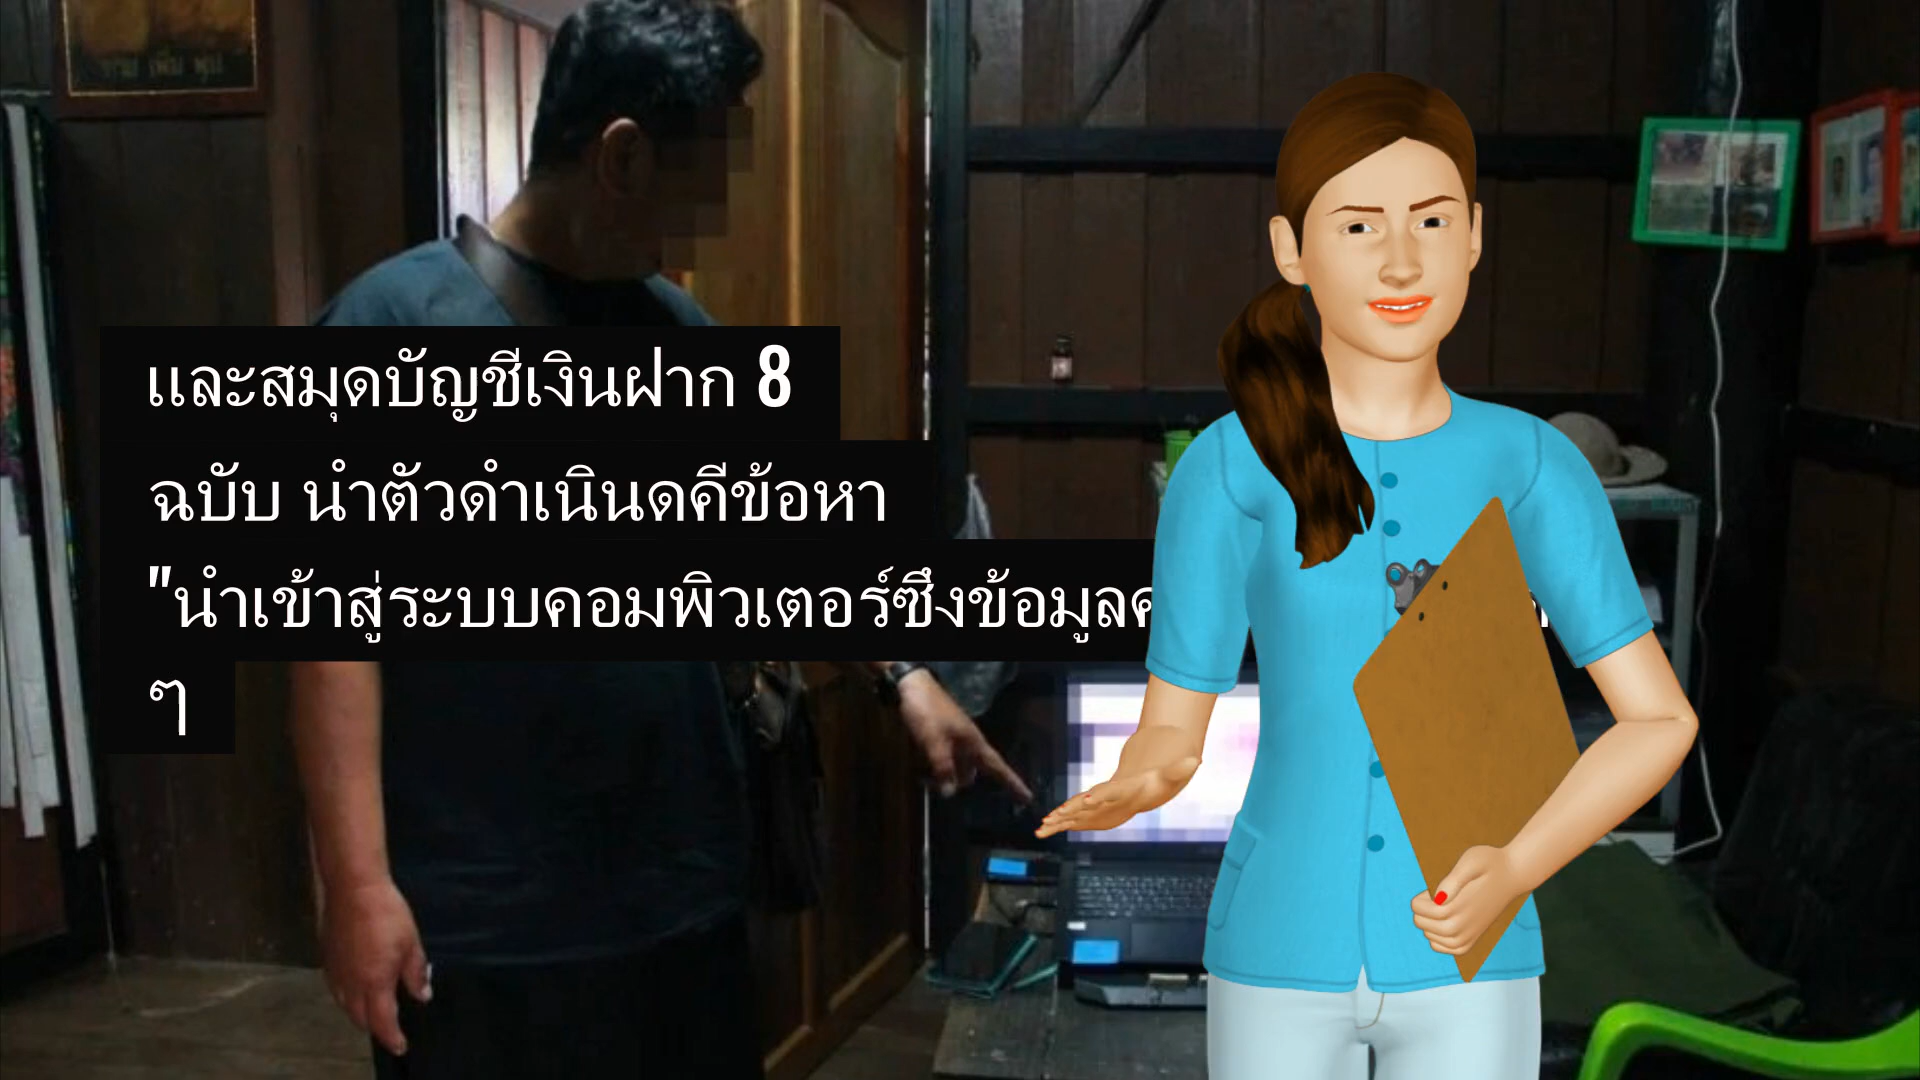 และสมุดบัญชีเงินฝาก 8
ฉบับ นำตัวดำเนินดคีข้อหา
"นำเข้าสู่ระบบคอมพิวเตอร์ซึ่งข้อมูล
ๆ